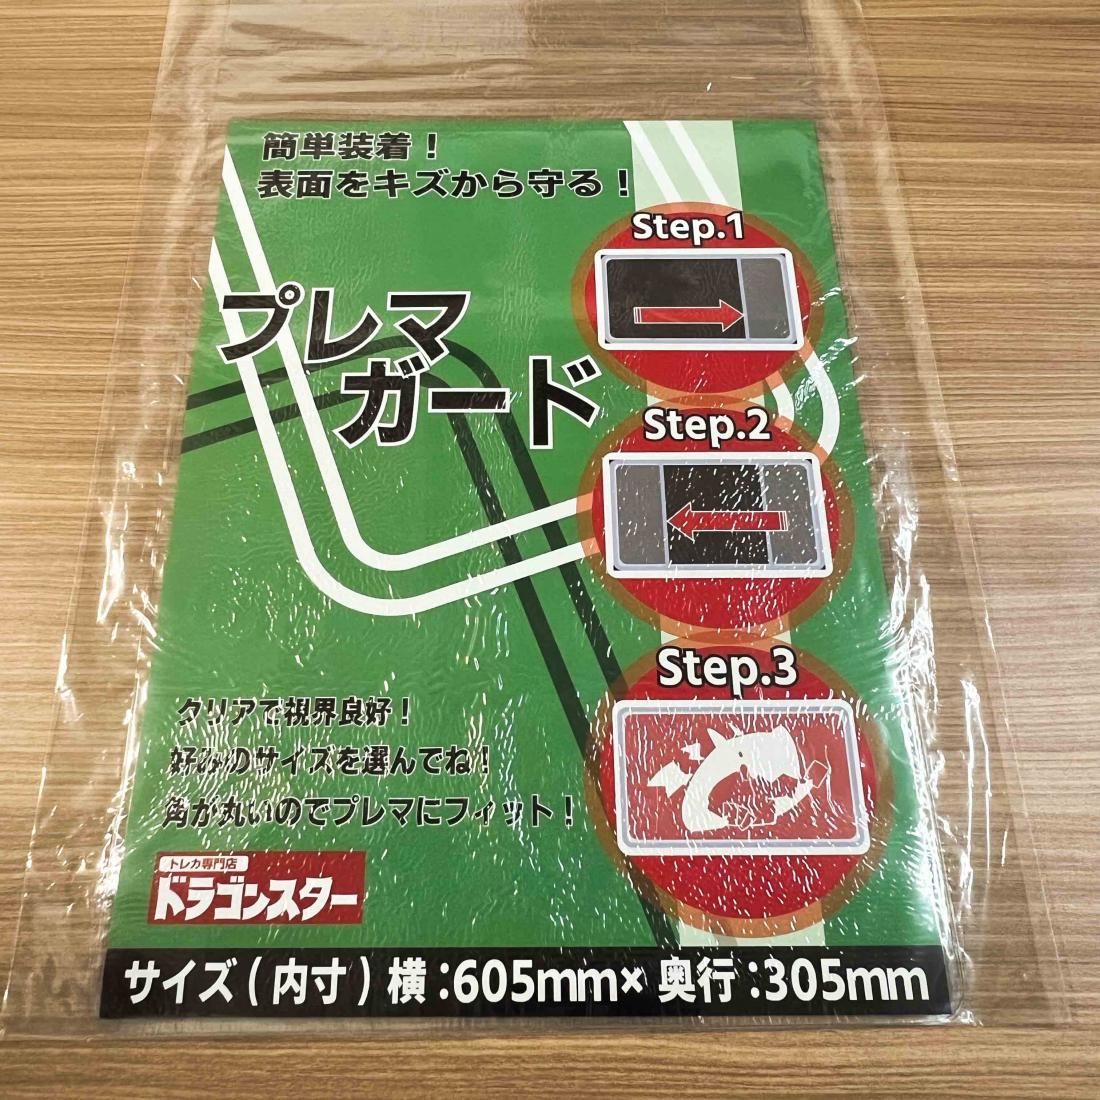 簡単装着！
表面をキズから守る！
プレマ
ガード
Step.1
Step.2
Step.3
クリアで視界良好！
好みのサイズを選んでね！
角が丸いのでプレマにフィット！
トレカ専門店
ドラゴンスター
サイズ(内寸)横:605mm×奥行:305mm